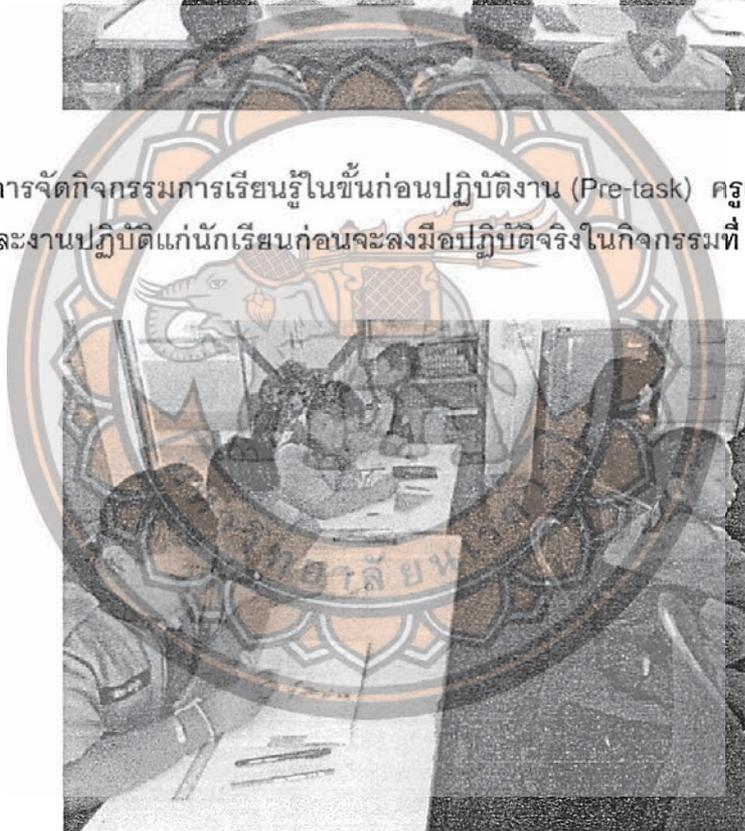 การจัดกิจกรรมการเรียนรู้ในขั้นก่อนปฏิบัติงาน (Pre-task) ครู
ละงานปฏิบัติแก่นักเรียนก่อนจะลงมือปฏิบัติจริงในกิจกรรมที่